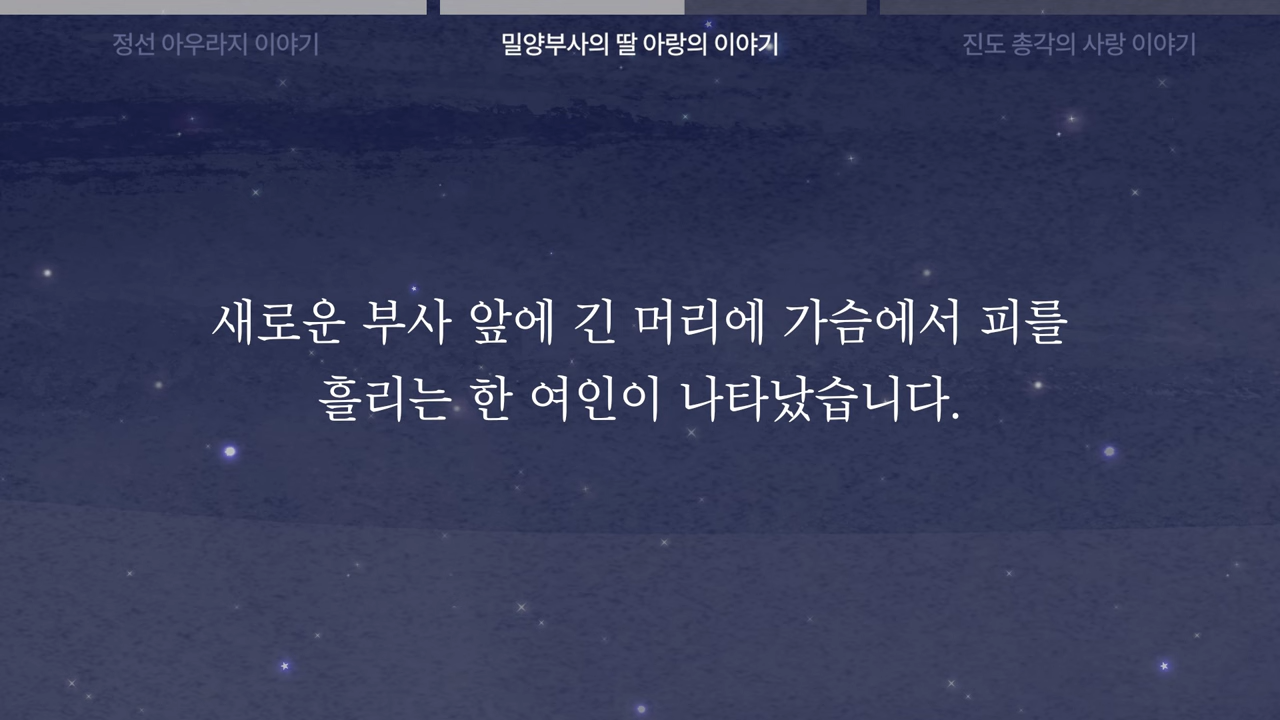 정선 아우라지 이야기
밀양부사의 딸 아랑의 이야기
진도 총각의 사랑 이야기
새로운 부사 앞에 긴 머리에 가슴에서 피를
흘리는 한 여인이 나타났습니다.